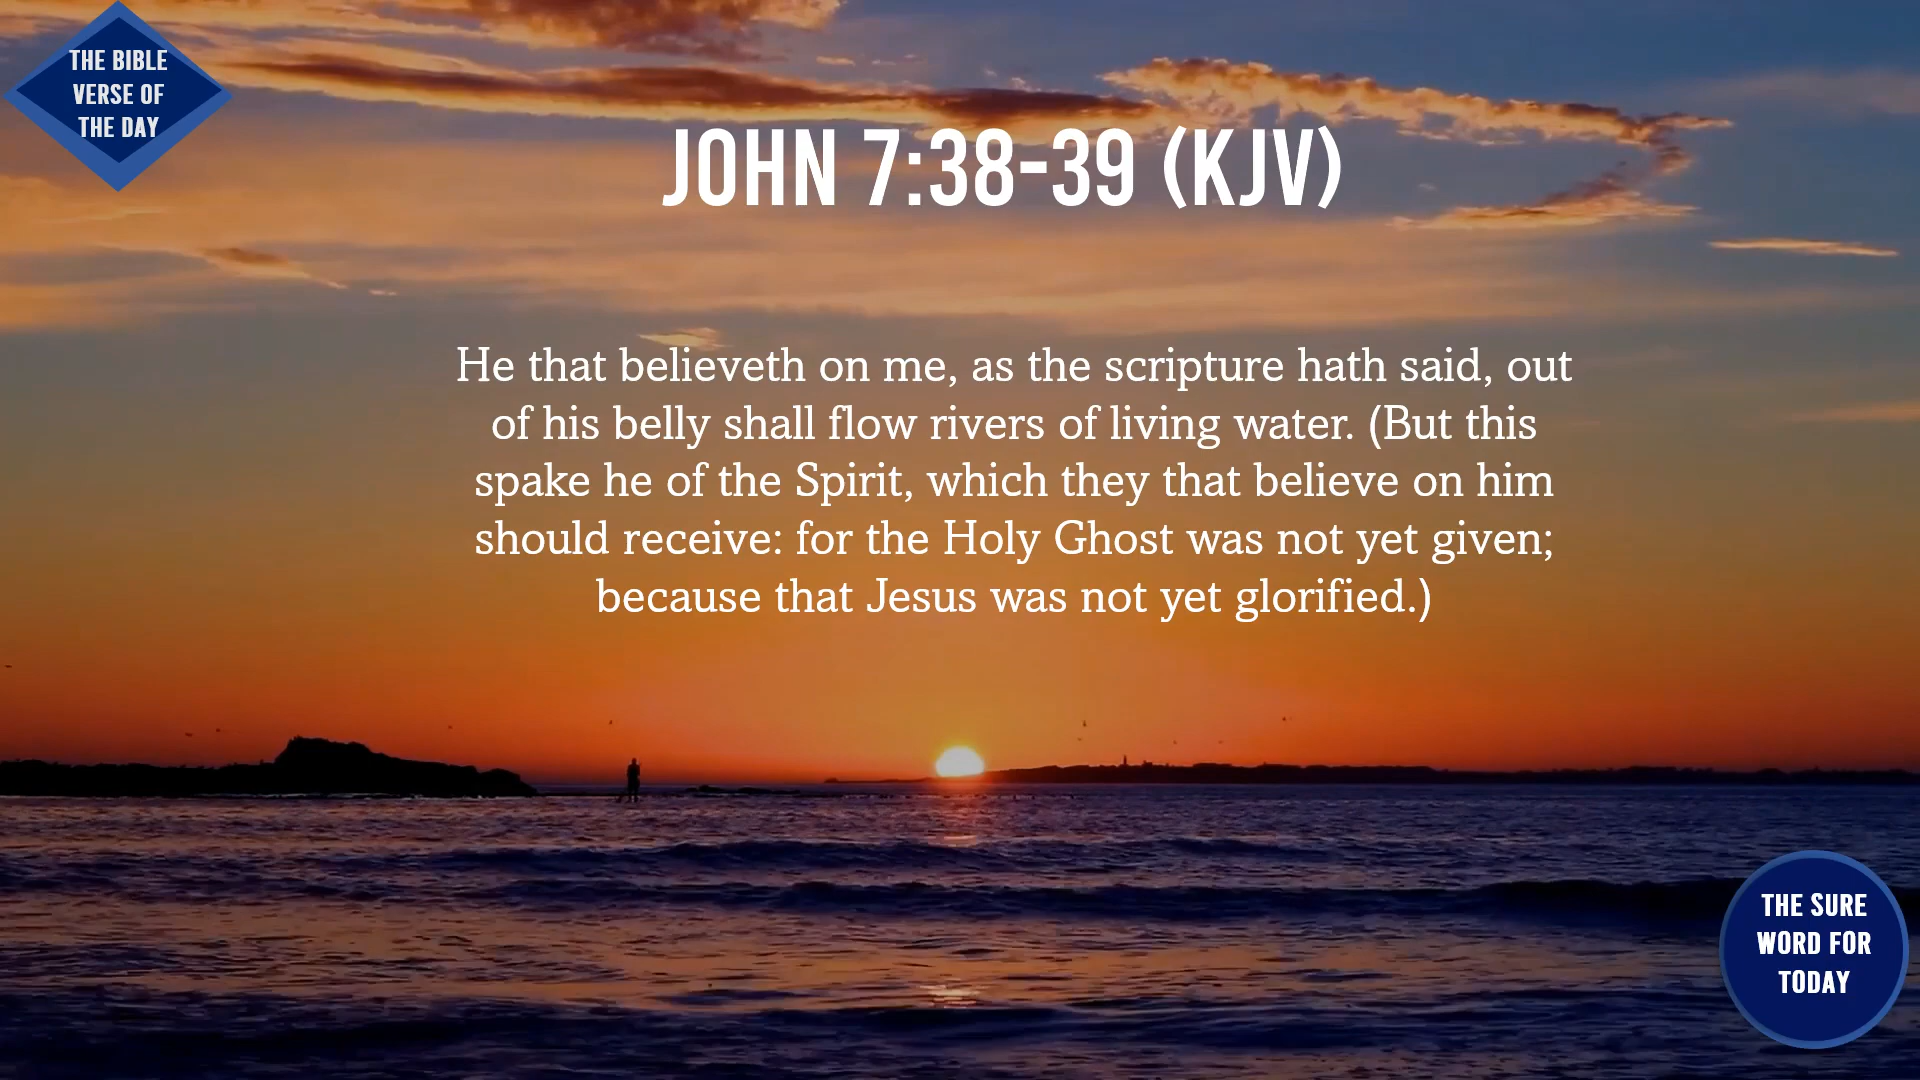 THE BIBLE
VERSE OF
THE DAY
JOHN 7:38-39 (KJV)
He that believeth on me, as the scripture hath said, out
of his belly shall flow rivers of living water. (But this
spake he of the Spirit, which they that believe on him
should receive: for the Holy Ghost was not yet given;
because that Jesus was not yet glorified.)
THE SURE
WORD FOR
TODAY